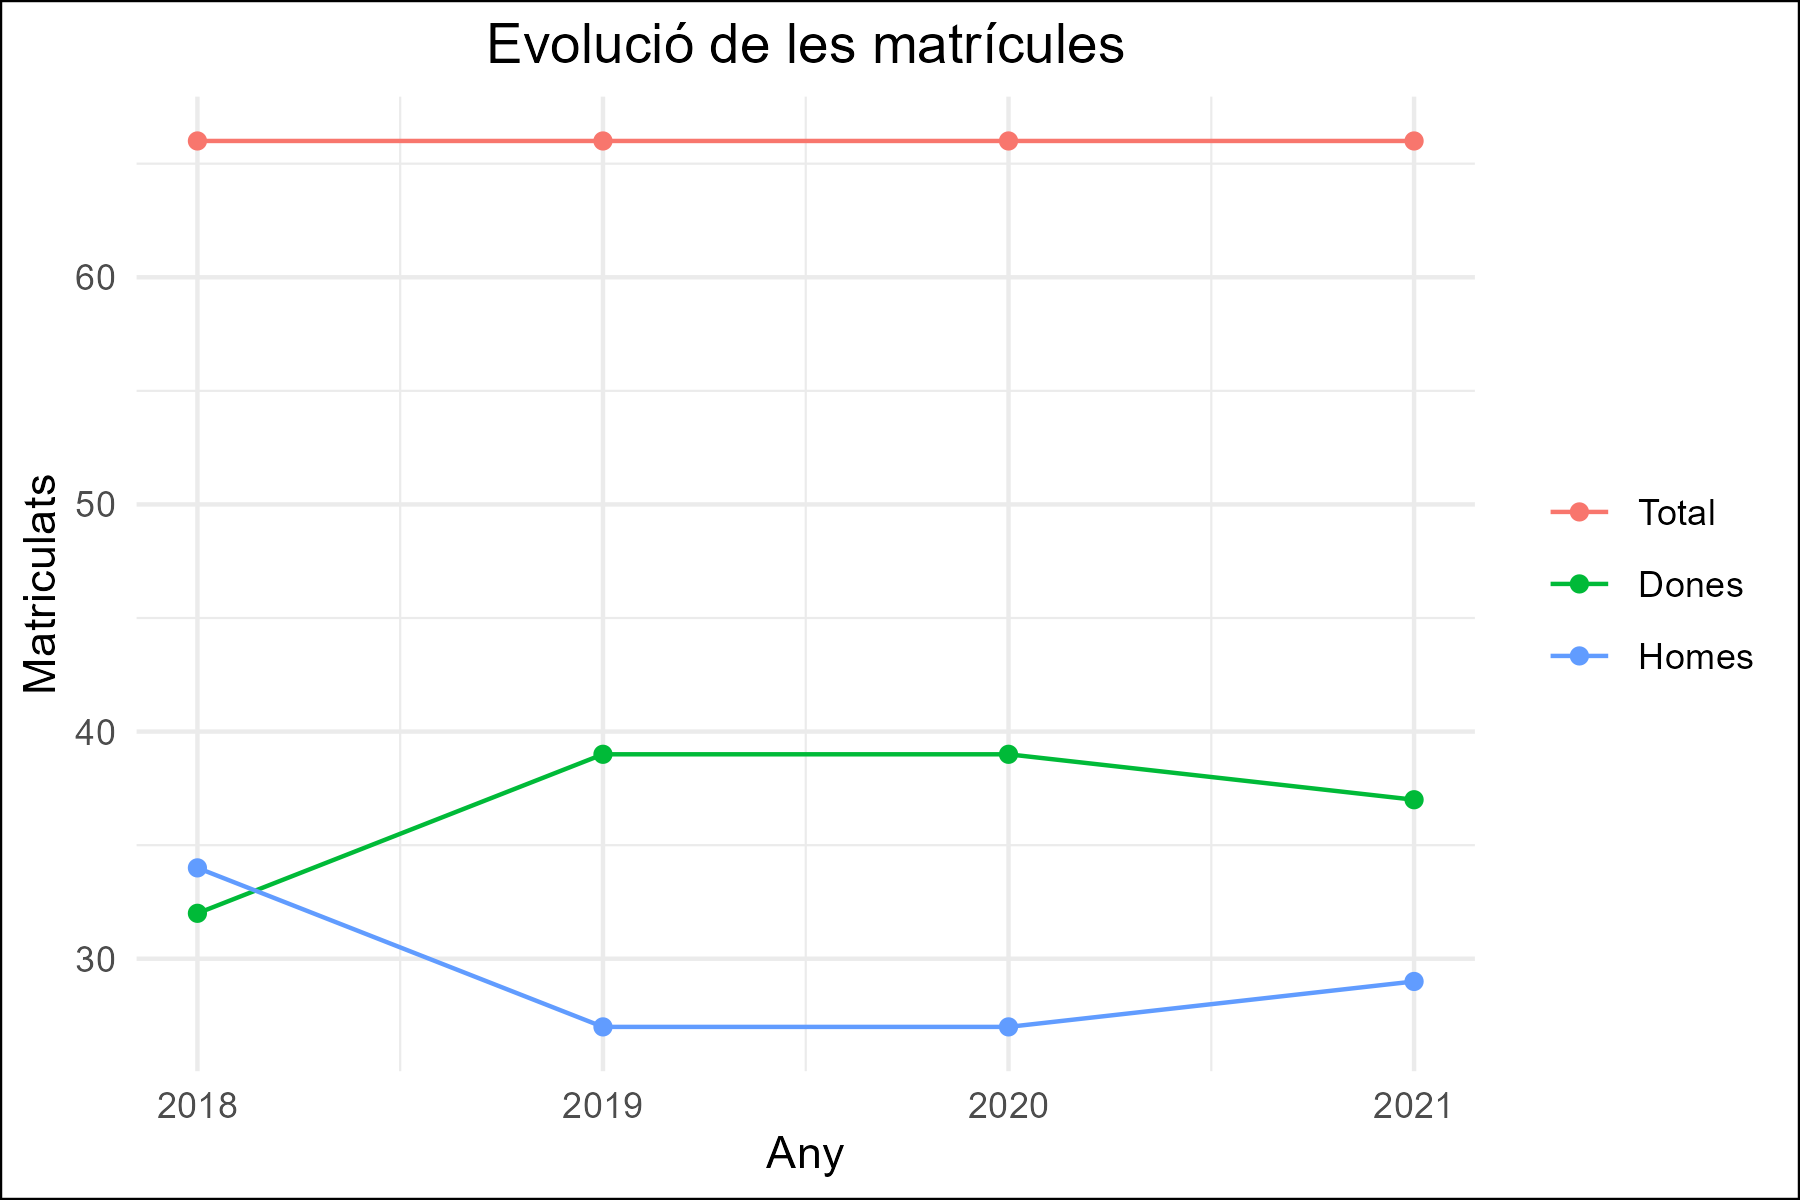 Evolució de les matrícules
Matriculats
60
50
40
30
2018
2019
2020
2021
Any
Total
Dones
Homes